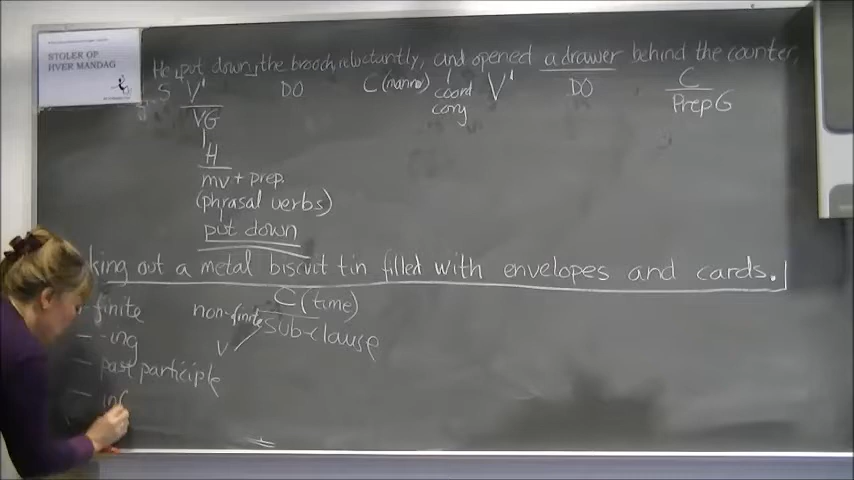 STOLER OP
HVER MANDAG
He put down the brooch, reluctantly, and opened a drawer behind the counter,
S V DO C (manner) coord conj V DO C
VG PrepG
H
mv + prep.
(phrasal verbs)
put down
king out a metal biscuit tin filled with envelopes and cards.
-finite non-finite C (time)
- -ing sub-clause
V
- past participle
- inf